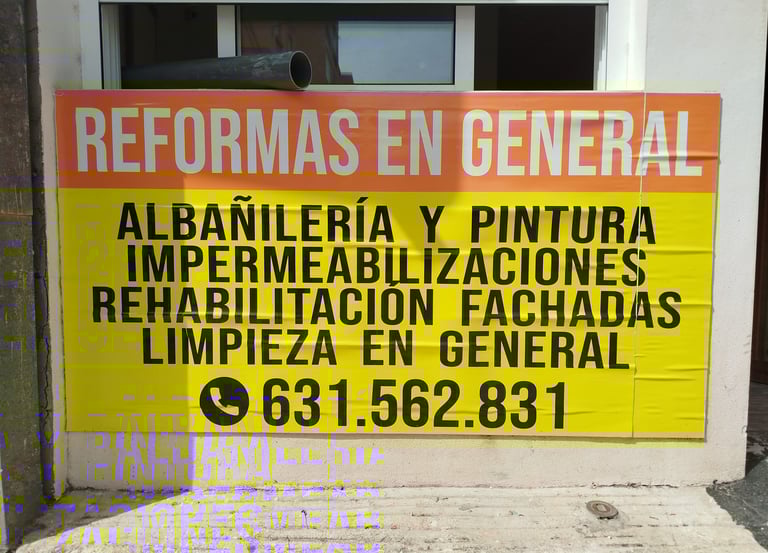 REFORMAS EN GENERAL
ALBAÑILERÍA Y PINTURA
IMPERMEABILIZACIONES
REHABILITACIÓN FACHADAS
LIMPIEZA EN GENERAL
631.562.831